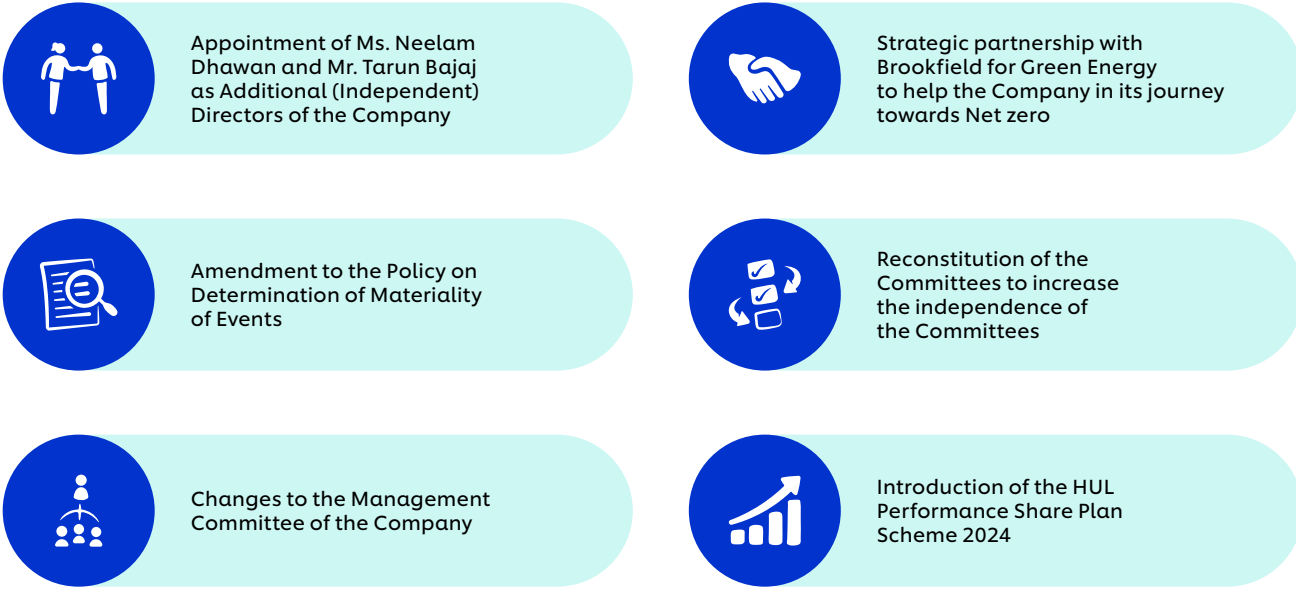 Appointment of Ms. Neelam
Dhawan and Mr. Tarun Bajaj
as Additional (Independent)
Directors of the Company
Strategic partnership with
Brookfield for Green Energy
to help the Company in its journey
towards Net zero
Amendment to the Policy on
Determination of Materiality
of Events
Reconstitution of the
Committees to increase
the independence of
the Committees
Changes to the Management
Committee of the Company
Introduction of the HUL
Performance Share Plan
Scheme 2024